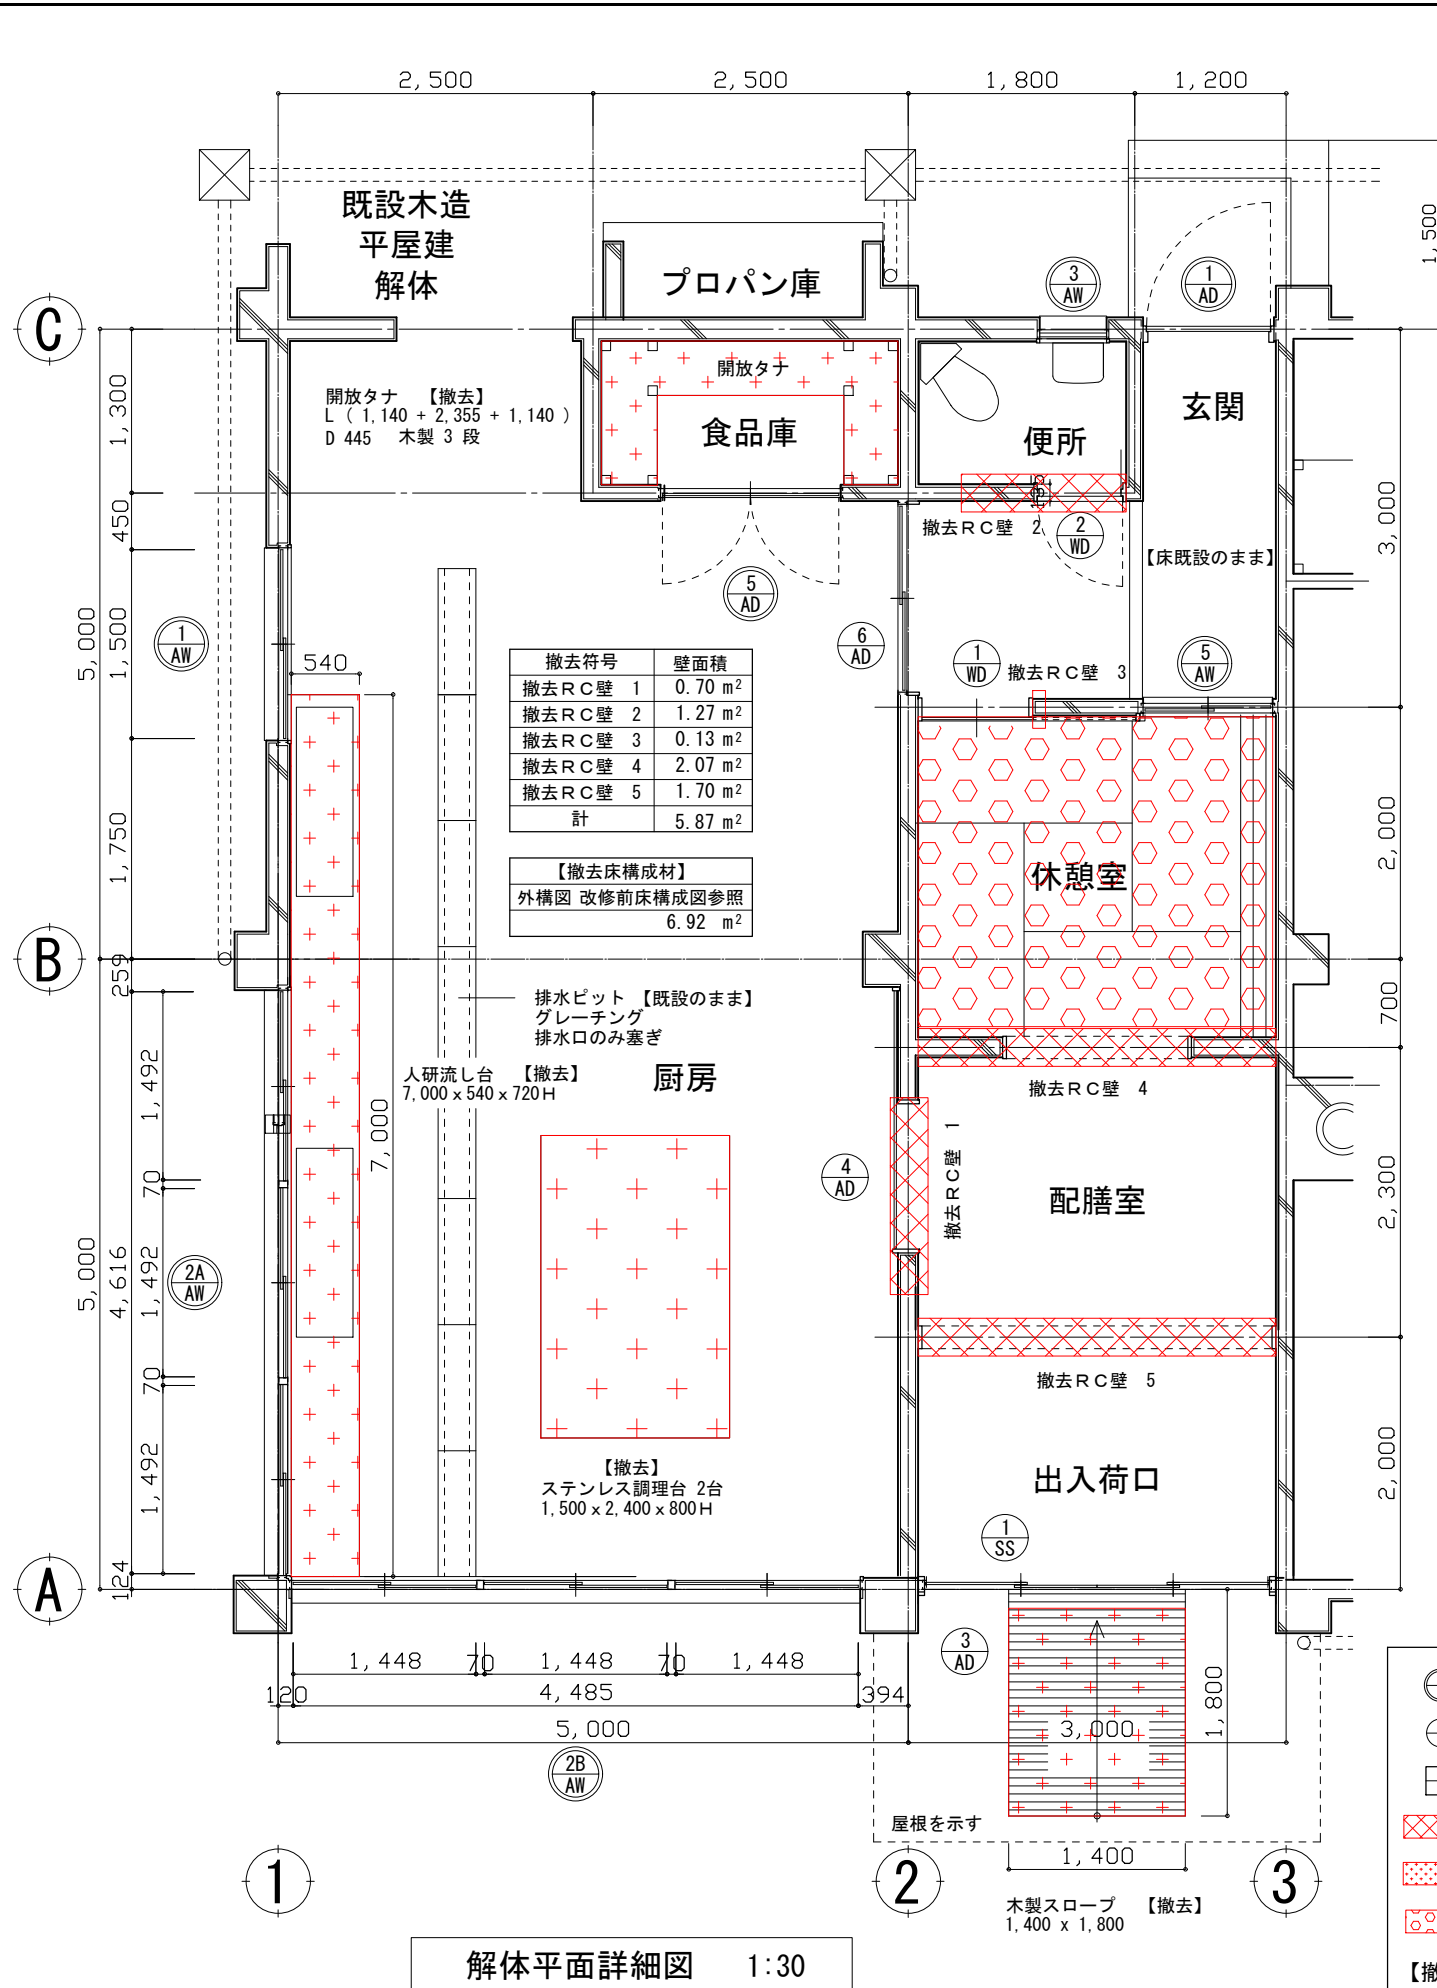 2,500
2,500
1,800
1,200
既設木造
平屋建
解体
プロパン庫
3
AW
1
AD
1,500
C
開放タナ
開放タナ 【撤去】
L ( 1,140 + 2,355 + 1,140 )
D 445 木製 3 段
食品庫
便所
玄関
1,300
450
5,000
1,500
1,750
259
3,000
撤去RC壁 2
2
WD
【床既設のまま】
5
AD
1
AW
6
AD
1
WD
撤去RC壁 3
5
AW
540
撤去符号 壁面積
撤去RC壁 1 0.70 m²
撤去RC壁 2 1.27 m²
撤去RC壁 3 0.13 m²
撤去RC壁 4 2.07 m²
撤去RC壁 5 1.70 m²
計 5.87 m²
【撤去床構成材】
外構図 改修前床構成図参照
6.92 m²
休憩室
2,000
B
排水ピット 【既設のまま】
グレーチング
排水口のみ塞ぎ
700
人研流し台 【撤去】
7,000 x 540 x 720H
厨房
撤去RC壁 4
7,000
撤去RC壁 1
4
AD
配膳室
2,300
1,492
70
5,000
4,616
1,492
2A
AW
70
1,492
124
撤去RC壁 5
【撤去】
ステンレス調理台 2台
1,500 x 2,400 x 800H
出入荷口
2,000
1
SS
A
3
AD
1,448
70
1,448
70
1,448
120
4,485
394
5,000
3,000
1,800
2B
AW
屋根を示す
1,400
1
2
3
木製スロープ 【撤去】
1,400 x 1,800
解体平面詳細図 1:30
【撤